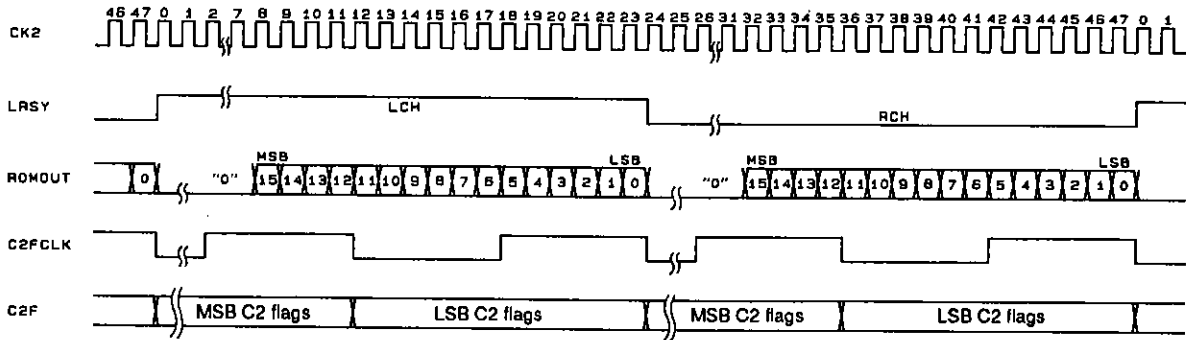 46 47 0 1 2 7 8 9 10 11 12 13 14 15 16 17 18 19 20 21 22 23 24 25 26 31 32 33 34 35 36 37 38 39 40 41 42 43 44 45 46 47 0 1
CK2
LRSY LCH RCH
MSB LSB MSB LSB
ROMOUT 0 "0" 15 14 13 12 11 10 9 8 7 6 5 4 3 2 1 0 "0" 15 14 13 12 11 10 9 8 7 6 5 4 3 2 1 0
C2FCLK
C2F MSB C2 flags LSB C2 flags MSB C2 flags LSB C2 flags